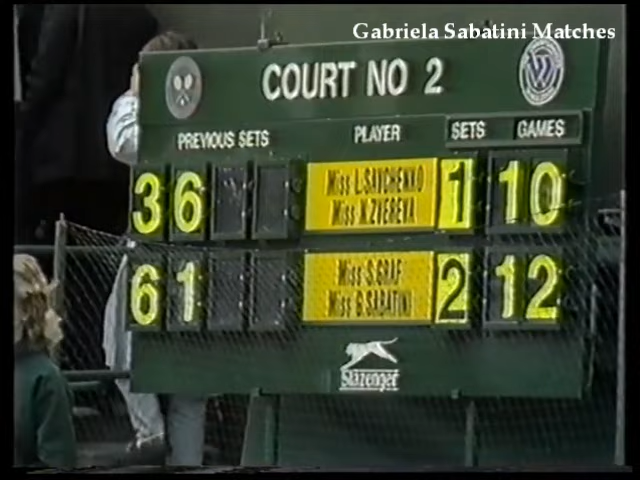 Gabriela Sabatini Matches
COURT NO 2
PREVIOUS SETS PLAYER SETS GAMES
3 6 Miss L.SAVCHENKO 1 10
Miss N.ZVEREVA
6 1 Miss S.GRAF 2 12
Miss G.SABATINI
Slazenger